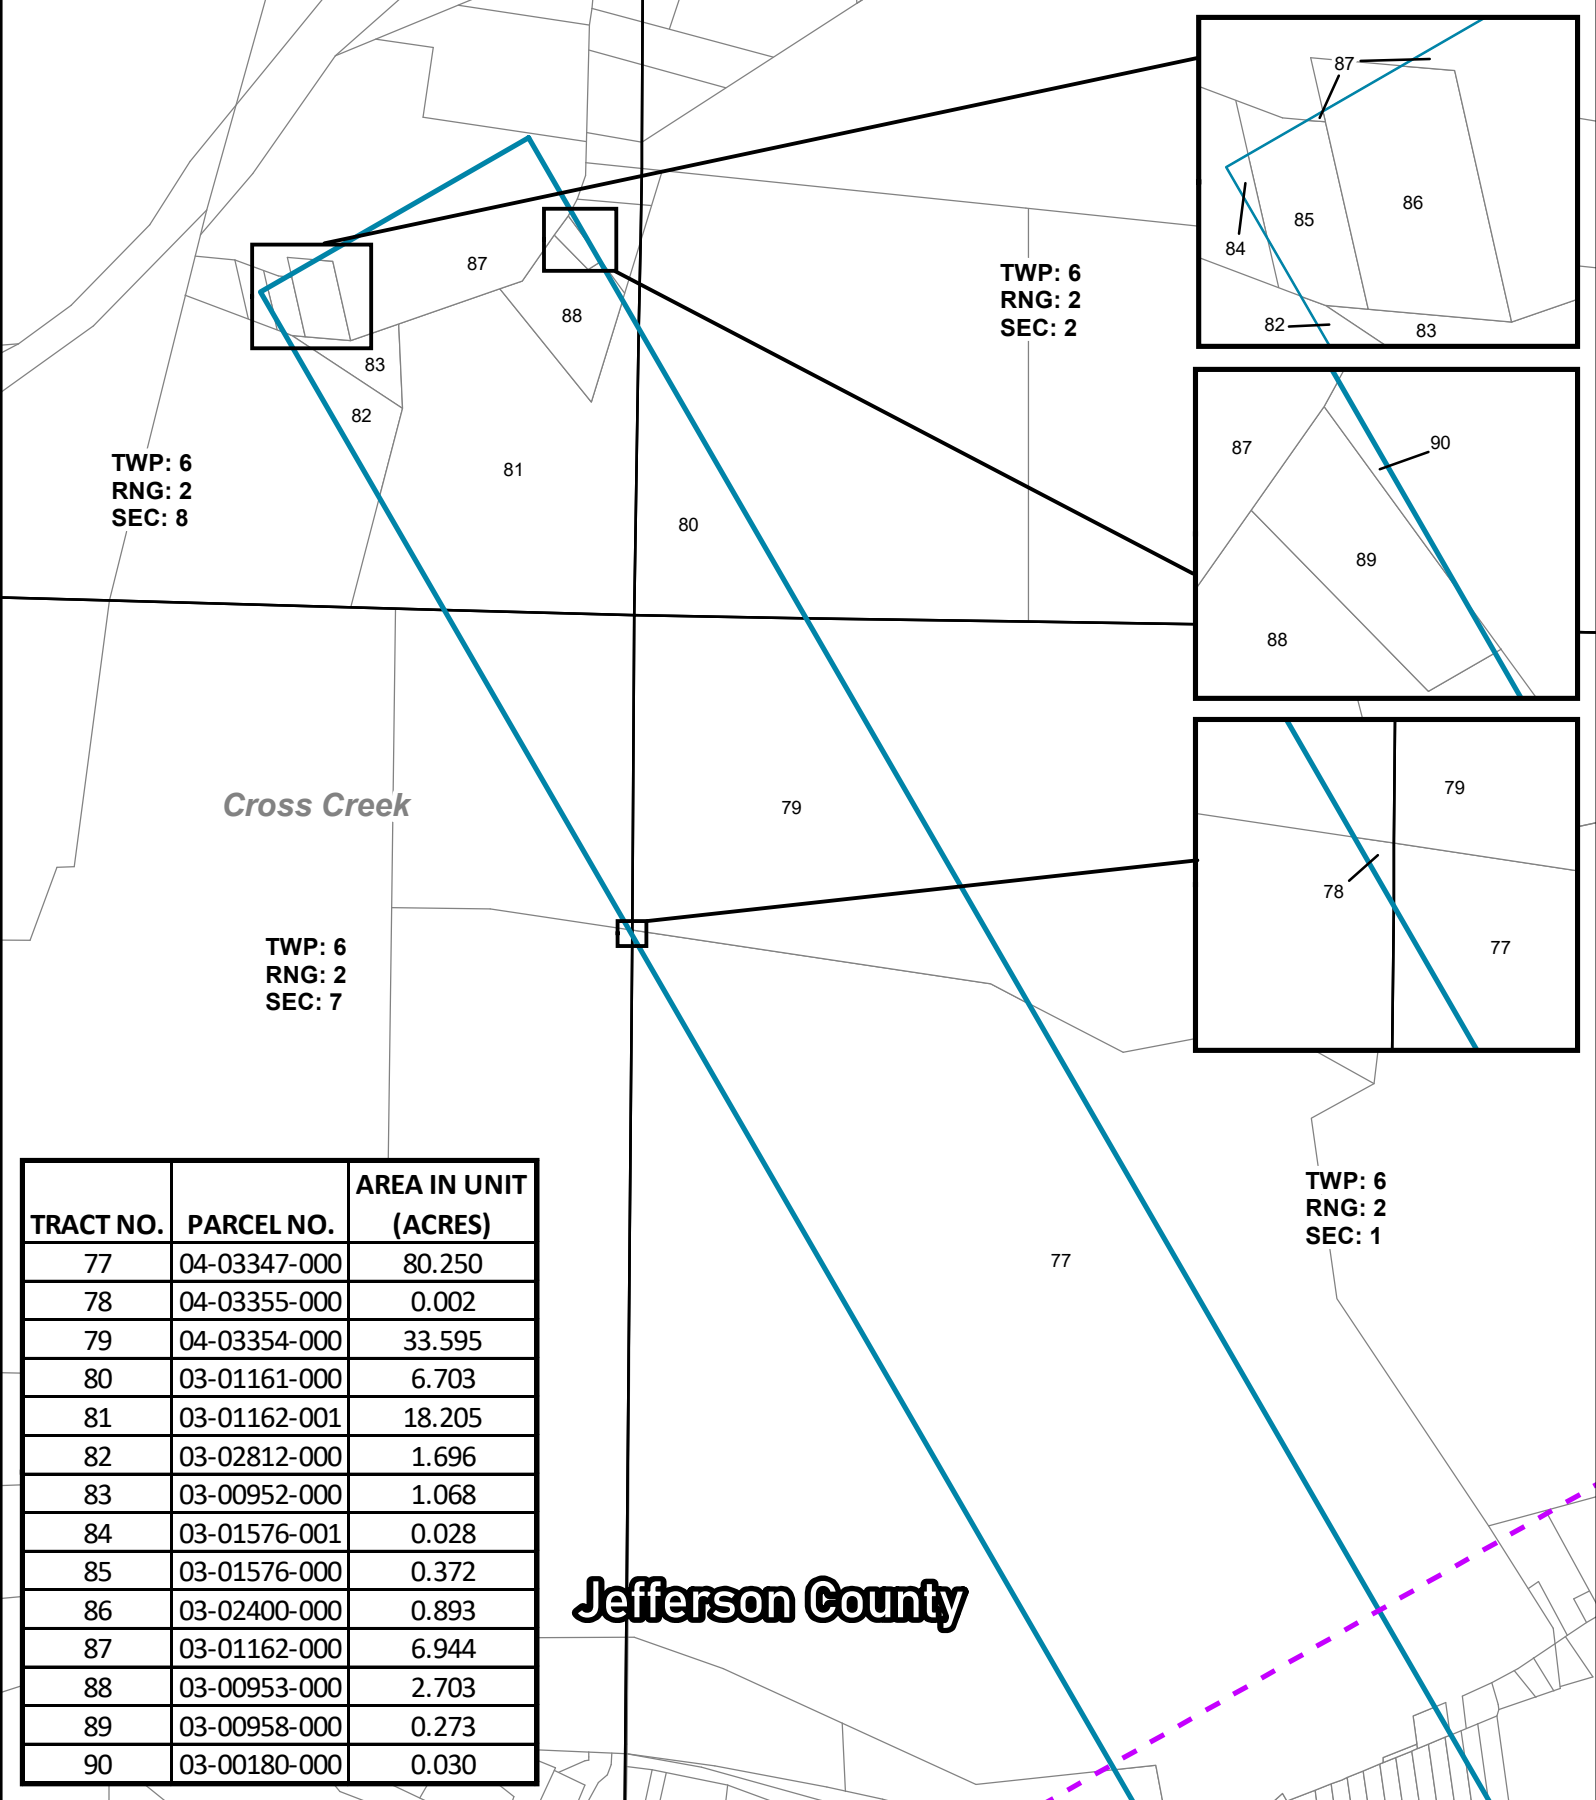 87
86
85
84
82
83
87
88
TWP: 6
RNG: 2
SEC: 2
83
82
81
80
TWP: 6
RNG: 2
SEC: 8
87
90
89
88
Cross Creek
79
79
78
77
TWP: 6
RNG: 2
SEC: 7
TWP: 6
RNG: 2
SEC: 1
77
Jefferson County
TRACT NO. PARCEL NO. AREA IN UNIT (ACRES)
77 04-03347-000 80.250
78 04-03355-000 0.002
79 04-03354-000 33.595
80 03-01161-000 6.703
81 03-01162-001 18.205
82 03-02812-000 1.696
83 03-00952-000 1.068
84 03-01576-001 0.028
85 03-01576-000 0.372
86 03-02400-000 0.893
87 03-01162-000 6.944
88 03-00953-000 2.703
89 03-00958-000 0.273
90 03-00180-000 0.030